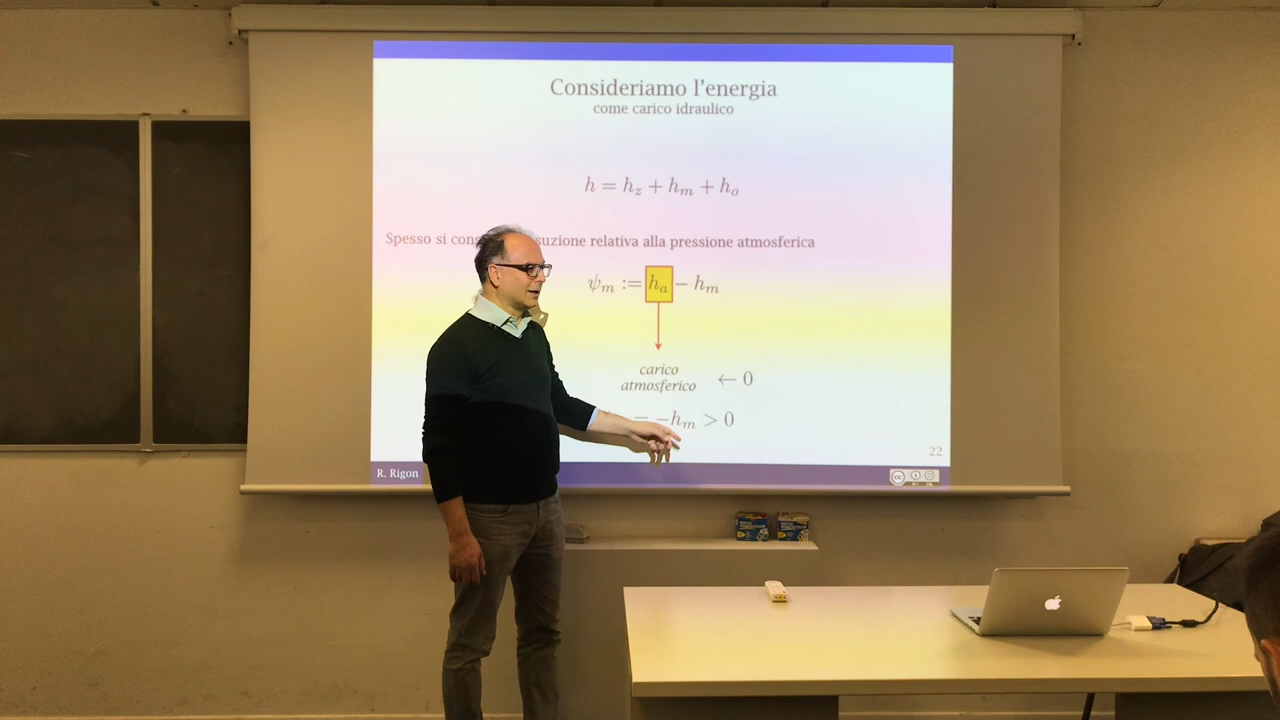 Consideriamo l'energia
come carico idraulico
h = h_z + h_m + h_o
Spesso si suzione relativa alla pressione atmosferica
ψ_m := h_a − h_m
carico
atmosferico ← 0
= −h_m > 0
22
R. Rigon
cc